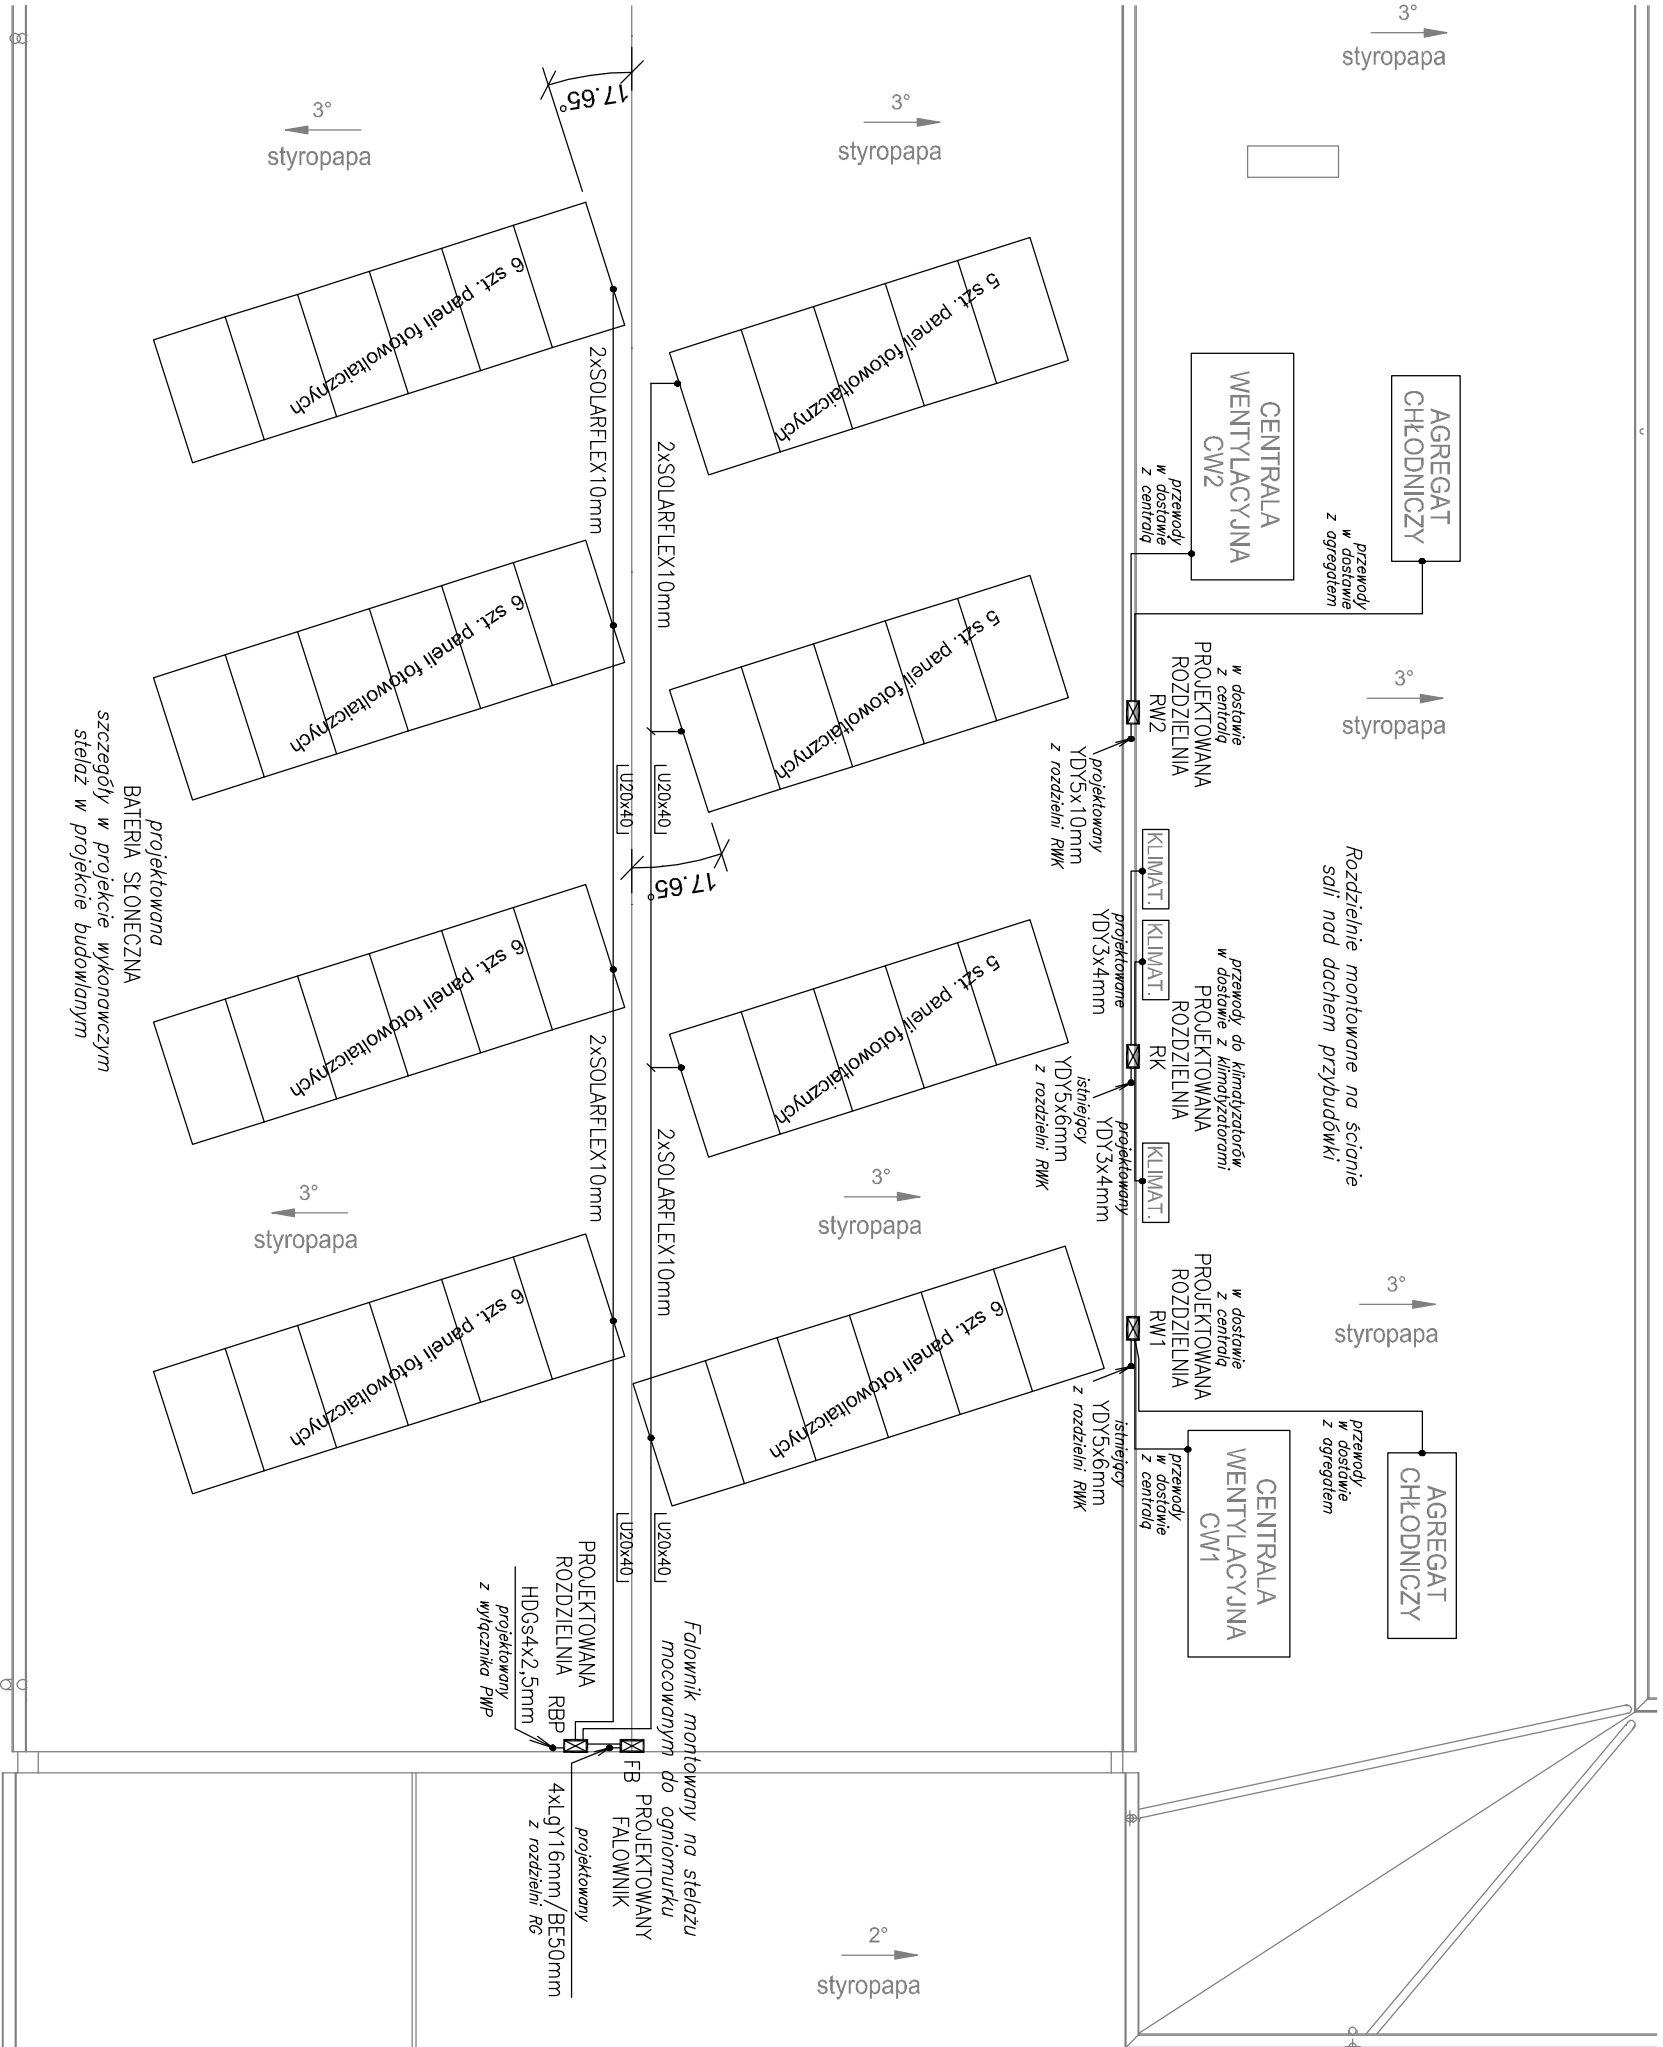 3°
styropapa
17.65°
3°
styropapa
3°
styropapa
6 szt. paneli fotowoltaicznych
5 szt. paneli fotowoltaicznych
2xSOLARFLEX10mm
2xSOLARFLEX10mm
CENTRALA
WENTYLACYJNA
CW2
AGREGAT
CHŁODNICZY
przewody
w dostawie
z centralą
przewody
w dostawie
z agregatem
6 szt. paneli fotowoltaicznych
5 szt. paneli fotowoltaicznych
w dostawie
z centralą
PROJEKTOWANA
ROZDZIELNIA
RW2
3°
styropapa
projektowany
YDY5x10mm
z rozdzielni RWK
U20x40
U20x40
17.65°
projektowana
BATERIA SŁONECZNA
szczegóły w projekcie wykonawczym
stelaż w projekcie budowlanym
KLIMAT.
KLIMAT.
projektowane
YDY3x4mm
Rozdzielnie montowane na ścianie
sali nad dachem przybudówki
przewody do klimatyzatorów
w dostawie z klimatyzatorami
PROJEKTOWANA
ROZDZIELNIA
RK
6 szt. paneli fotowoltaicznych
5 szt. paneli fotowoltaicznych
2xSOLARFLEX10mm
2xSOLARFLEX10mm
istniejący
YDY5x6mm
z rozdzielni RWK
projektowany
YDY3x4mm
KLIMAT.
3°
styropapa
3°
styropapa
3°
styropapa
w dostawie
z centralą
PROJEKTOWANA
ROZDZIELNIA
RW1
6 szt. paneli fotowoltaicznych
6 szt. paneli fotowoltaicznych
istniejący
YDY5x6mm
z rozdzielni RWK
przewody
w dostawie
z centralą
przewody
w dostawie
z agregatem
CENTRALA
WENTYLACYJNA
CW1
AGREGAT
CHŁODNICZY
U20x40
U20x40
PROJEKTOWANA
ROZDZIELNIA RBP
HDGs4x2,5mm
projektowany
z wyłącznika PWP
Falownik montowany na stelażu
mocowanym do ogniomurku
FB PROJEKTOWANY
FALOWNIK
projektowany
4xLgY16mm/BE50mm
z rozdzielni RG
2°
styropapa